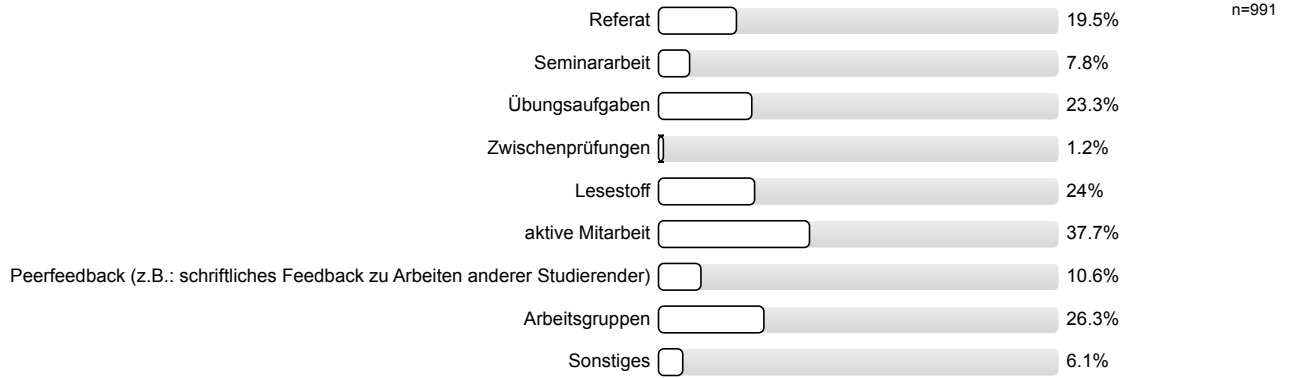 Referat 19.5% n=991
Seminararbeit 7.8%
Übungsaufgaben 23.3%
Zwischenprüfungen 1.2%
Lesestoff 24%
aktive Mitarbeit 37.7%
Peerfeedback (z.B.: schriftliches Feedback zu Arbeiten anderer Studierender) 10.6%
Arbeitsgruppen 26.3%
Sonstiges 6.1%